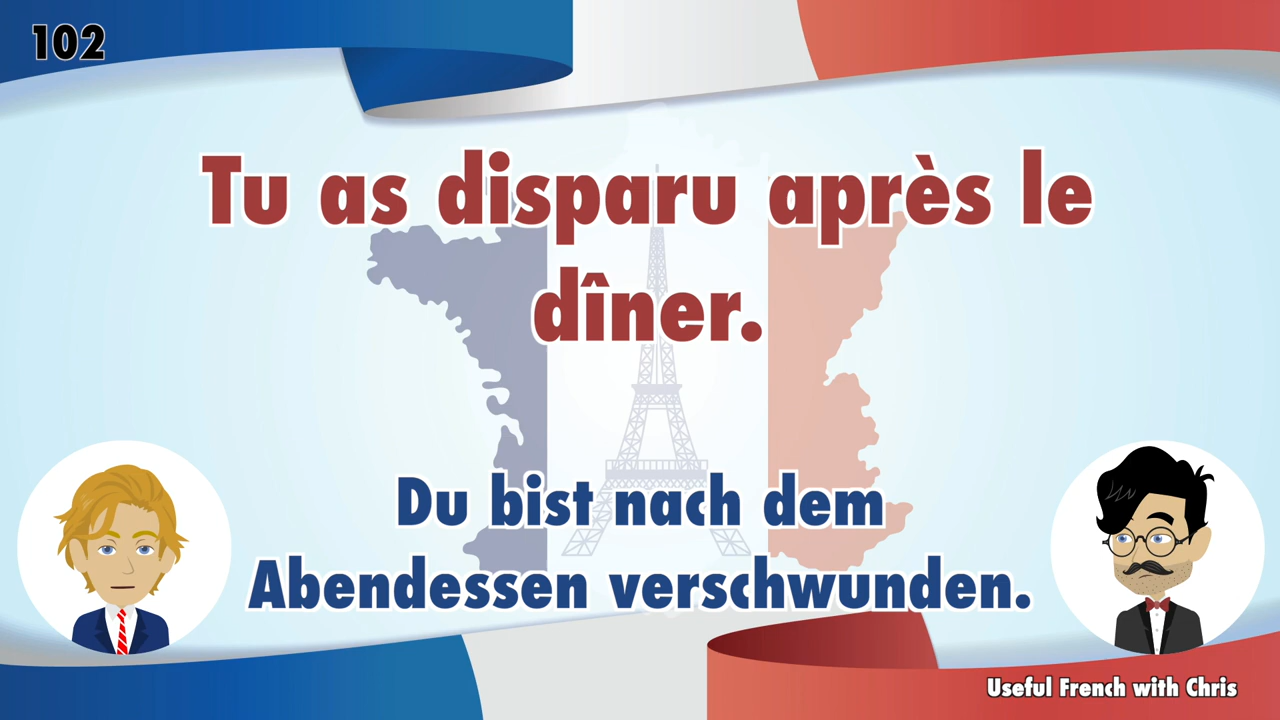 102
Tu as disparu après le
dîner.
Du bist nach dem
Abendessen verschwunden.
Useful French with Chris